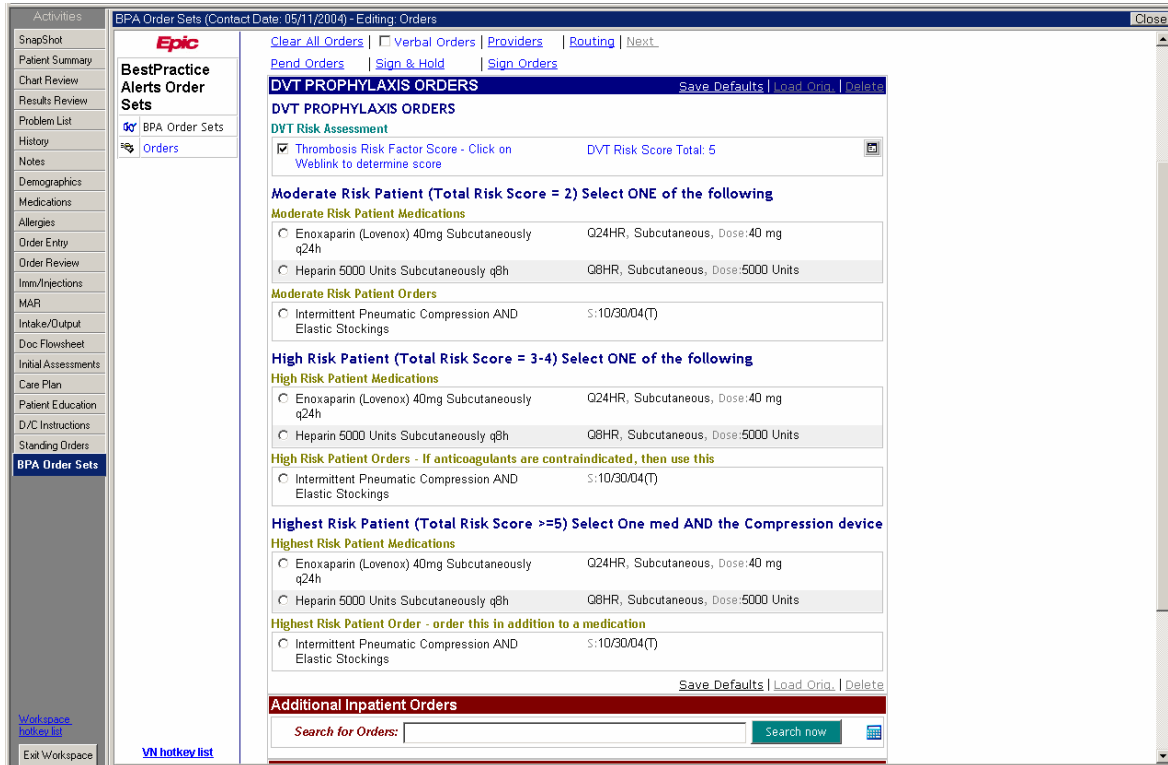 Activities
BPA Order Sets (Contact Date: 05/11/2004) - Editing: Orders
Close
SnapShot
Patient Summary
Chart Review
Results Review
Problem List
History
Notes
Demographics
Medications
Allergies
Order Entry
Order Review
Imm/Injections
MAR
Intake/Output
Doc Flowsheet
Initial Assessments
Care Plan
Patient Education
D/C Instructions
Standing Orders
BPA Order Sets
Workspace
hotkey list
Exit Workspace
Epic
BestPractice
Alerts Order
Sets
BPA Order Sets
Orders
VN hotkey list
Clear All Orders | Verbal Orders | Providers | Routing | Next
Pend Orders | Sign & Hold | Sign Orders
DVT PROPHYLAXIS ORDERS Save Defaults | Load Orig. | Delete
DVT PROPHYLAXIS ORDERS
DVT Risk Assessment
Thrombosis Risk Factor Score - Click on DVT Risk Score Total: 5
Weblink to determine score
Moderate Risk Patient (Total Risk Score = 2) Select ONE of the following
Moderate Risk Patient Medications
Enoxaparin (Lovenox) 40mg Subcutaneously Q24HR, Subcutaneous, Dose:40 mg
q24h
Heparin 5000 Units Subcutaneously q8h Q8HR, Subcutaneous, Dose:5000 Units
Moderate Risk Patient Orders
Intermittent Pneumatic Compression AND S:10/30/04(T)
Elastic Stockings
High Risk Patient (Total Risk Score = 3-4) Select ONE of the following
High Risk Patient Medications
Enoxaparin (Lovenox) 40mg Subcutaneously Q24HR, Subcutaneous, Dose:40 mg
q24h
Heparin 5000 Units Subcutaneously q8h Q8HR, Subcutaneous, Dose:5000 Units
High Risk Patient Orders - If anticoagulants are contraindicated, then use this
Intermittent Pneumatic Compression AND S:10/30/04(T)
Elastic Stockings
Highest Risk Patient (Total Risk Score >=5) Select One med AND the Compression device
Highest Risk Patient Medications
Enoxaparin (Lovenox) 40mg Subcutaneously Q24HR, Subcutaneous, Dose:40 mg
q24h
Heparin 5000 Units Subcutaneously q8h Q8HR, Subcutaneous, Dose:5000 Units
Highest Risk Patient Order - order this in addition to a medication
Intermittent Pneumatic Compression AND S:10/30/04(T)
Elastic Stockings
Save Defaults | Load Orig. | Delete
Additional Inpatient Orders
Search for Orders: Search now